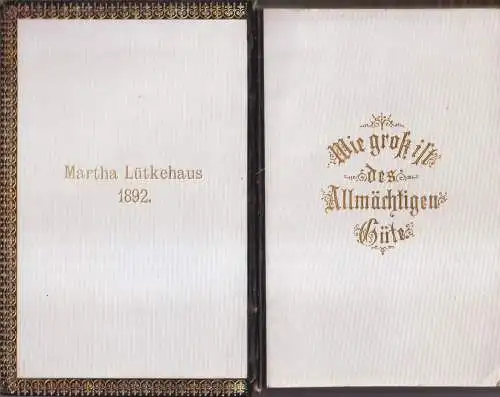 Martha Lütkehaus
1892.
Wie groß ist
des
Allmächtigen
Güte.